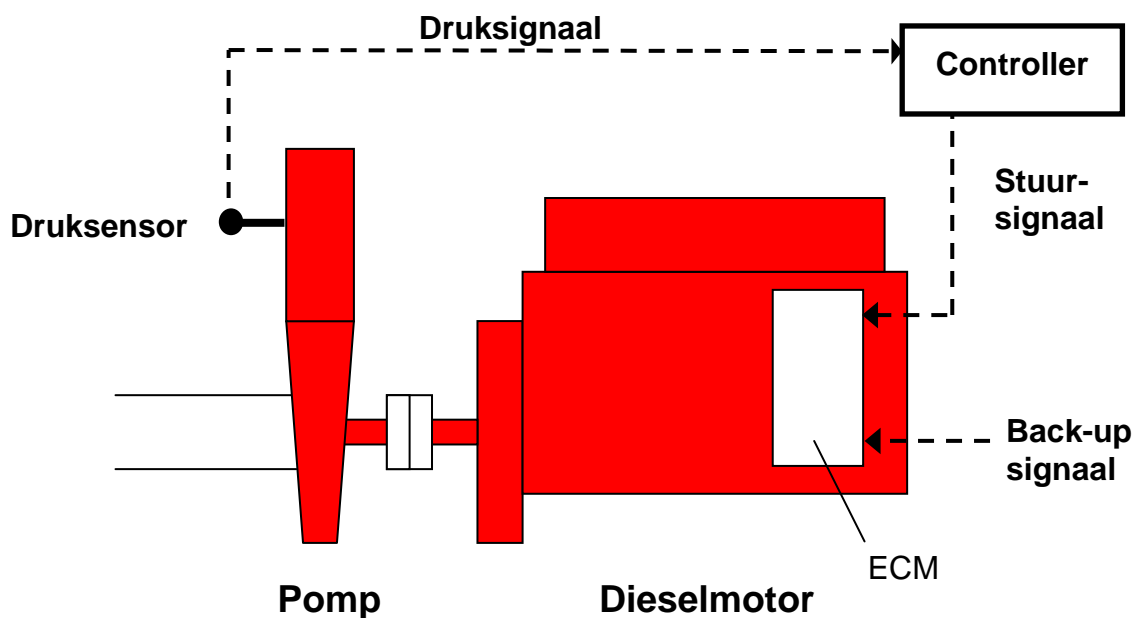 Druksignaal
Controller
Druksensor
Stuur-
signaal
Back-up
signaal
ECM
Pomp
Dieselmotor